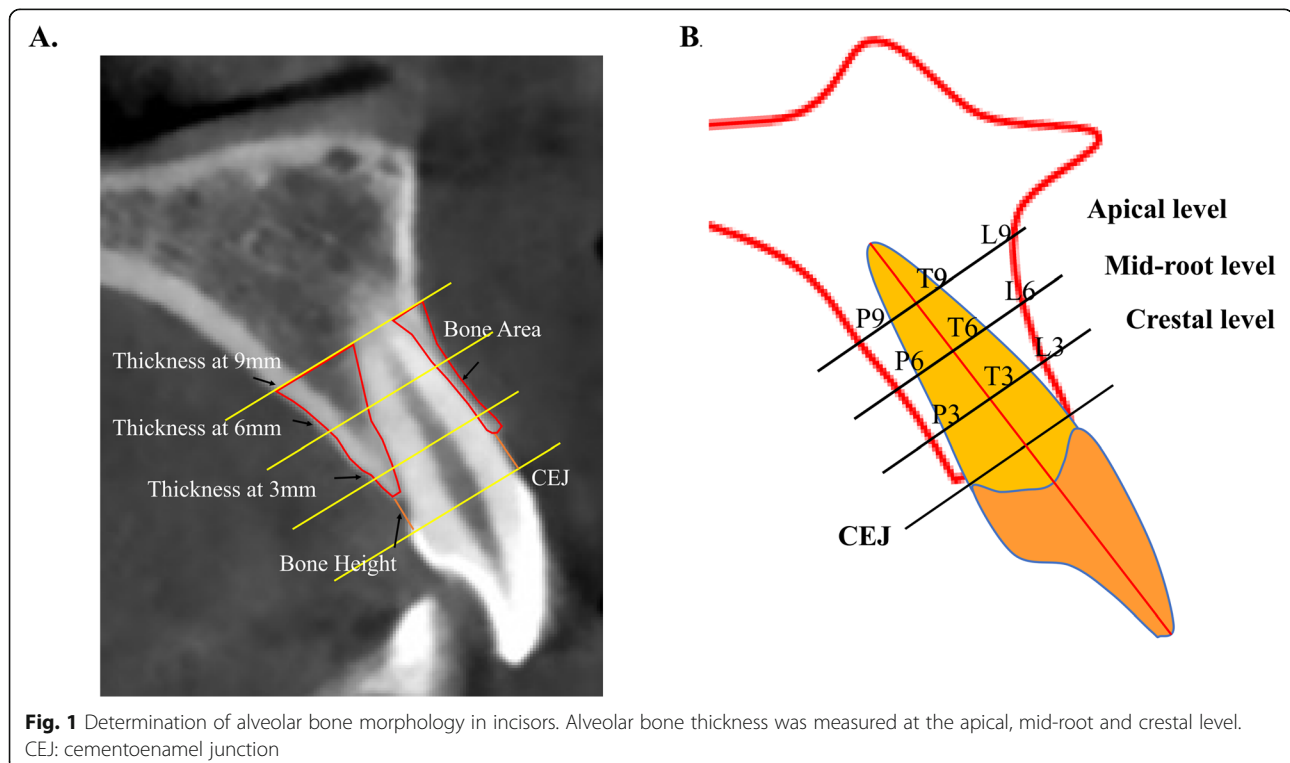 A.
Bone Area
Thickness at 9mm
Thickness at 6mm
CEJ
Thickness at 3mm
Bone Height
B.
Apical level
L9
Mid-root level
T9
L6
Crestal level
P9
T6
L3
P6
T3
P3
CEJ
Fig. 1 Determination of alveolar bone morphology in incisors. Alveolar bone thickness was measured at the apical, mid-root and crestal level.
CEJ: cementoenamel junction